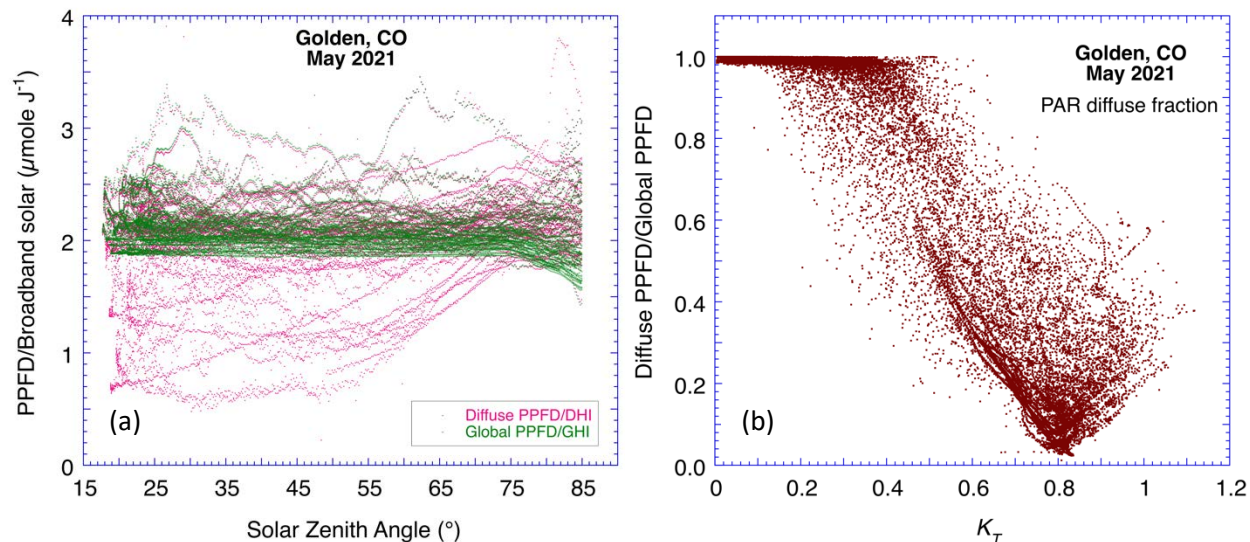 Golden, CO
May 2021
PPFD/Broadband solar (µmole J⁻¹)
4
3
2
1
0
(a)
Diffuse PPFD/DHI
Global PPFD/GHI
15 25 35 45 55 65 75 85
Solar Zenith Angle (°)
Golden, CO
May 2021
PAR diffuse fraction
Diffuse PPFD/Global PPFD
1.0
0.8
0.6
0.4
0.2
0.0
(b)
0 0.2 0.4 0.6 0.8 1 1.2
K_T